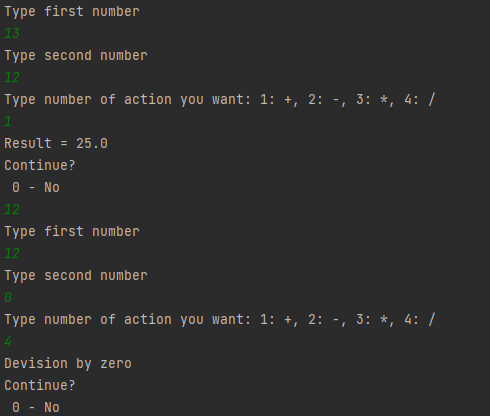 Type first number
13
Type second number
12
Type number of action you want: 1: +, 2: -, 3: *, 4: /
1
Result = 25.0
Continue?
 0 - No
12
Type first number
12
Type second number
0
Type number of action you want: 1: +, 2: -, 3: *, 4: /
4
Devision by zero
Continue?
 0 - No